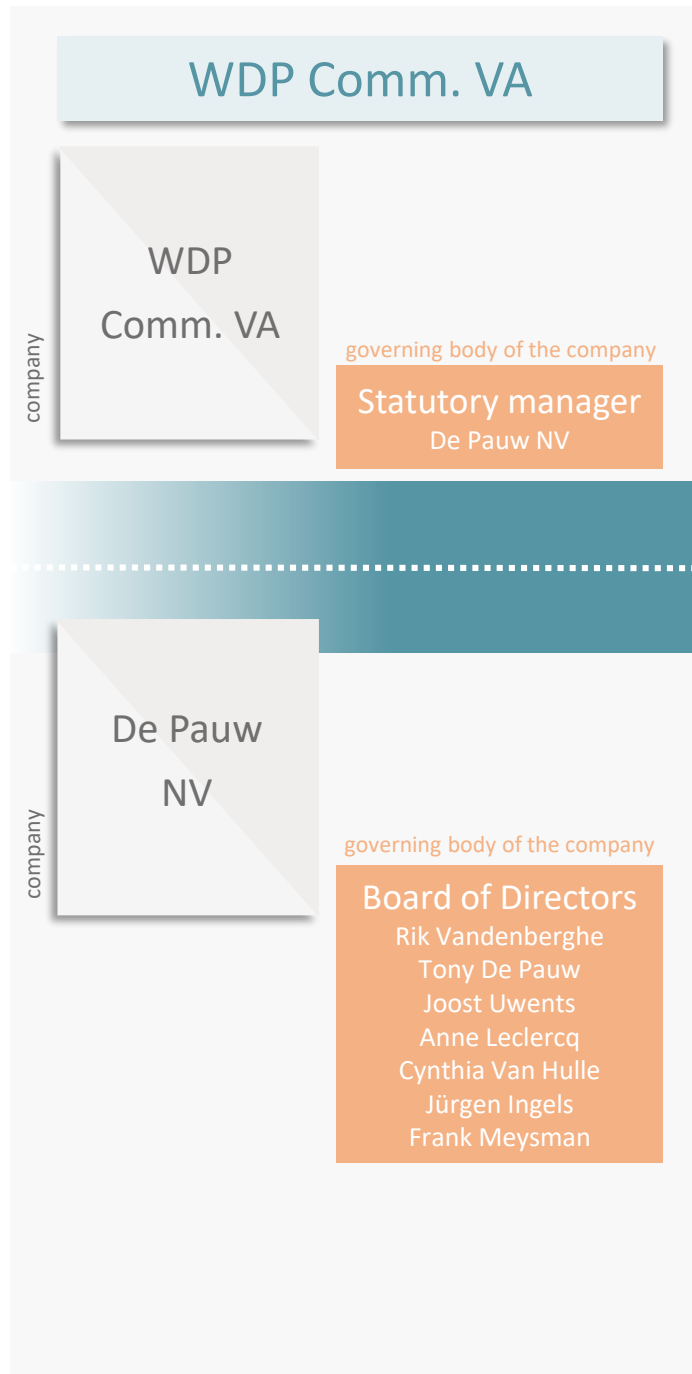 WDP Comm. VA
WDP
Comm. VA
company
governing body of the company
Statutory manager
De Pauw NV
De Pauw
NV
company
governing body of the company
Board of Directors
Rik Vandenberghe
Tony De Pauw
Joost Uwents
Anne Leclercq
Cynthia Van Hulle
Jürgen Ingels
Frank Meysman